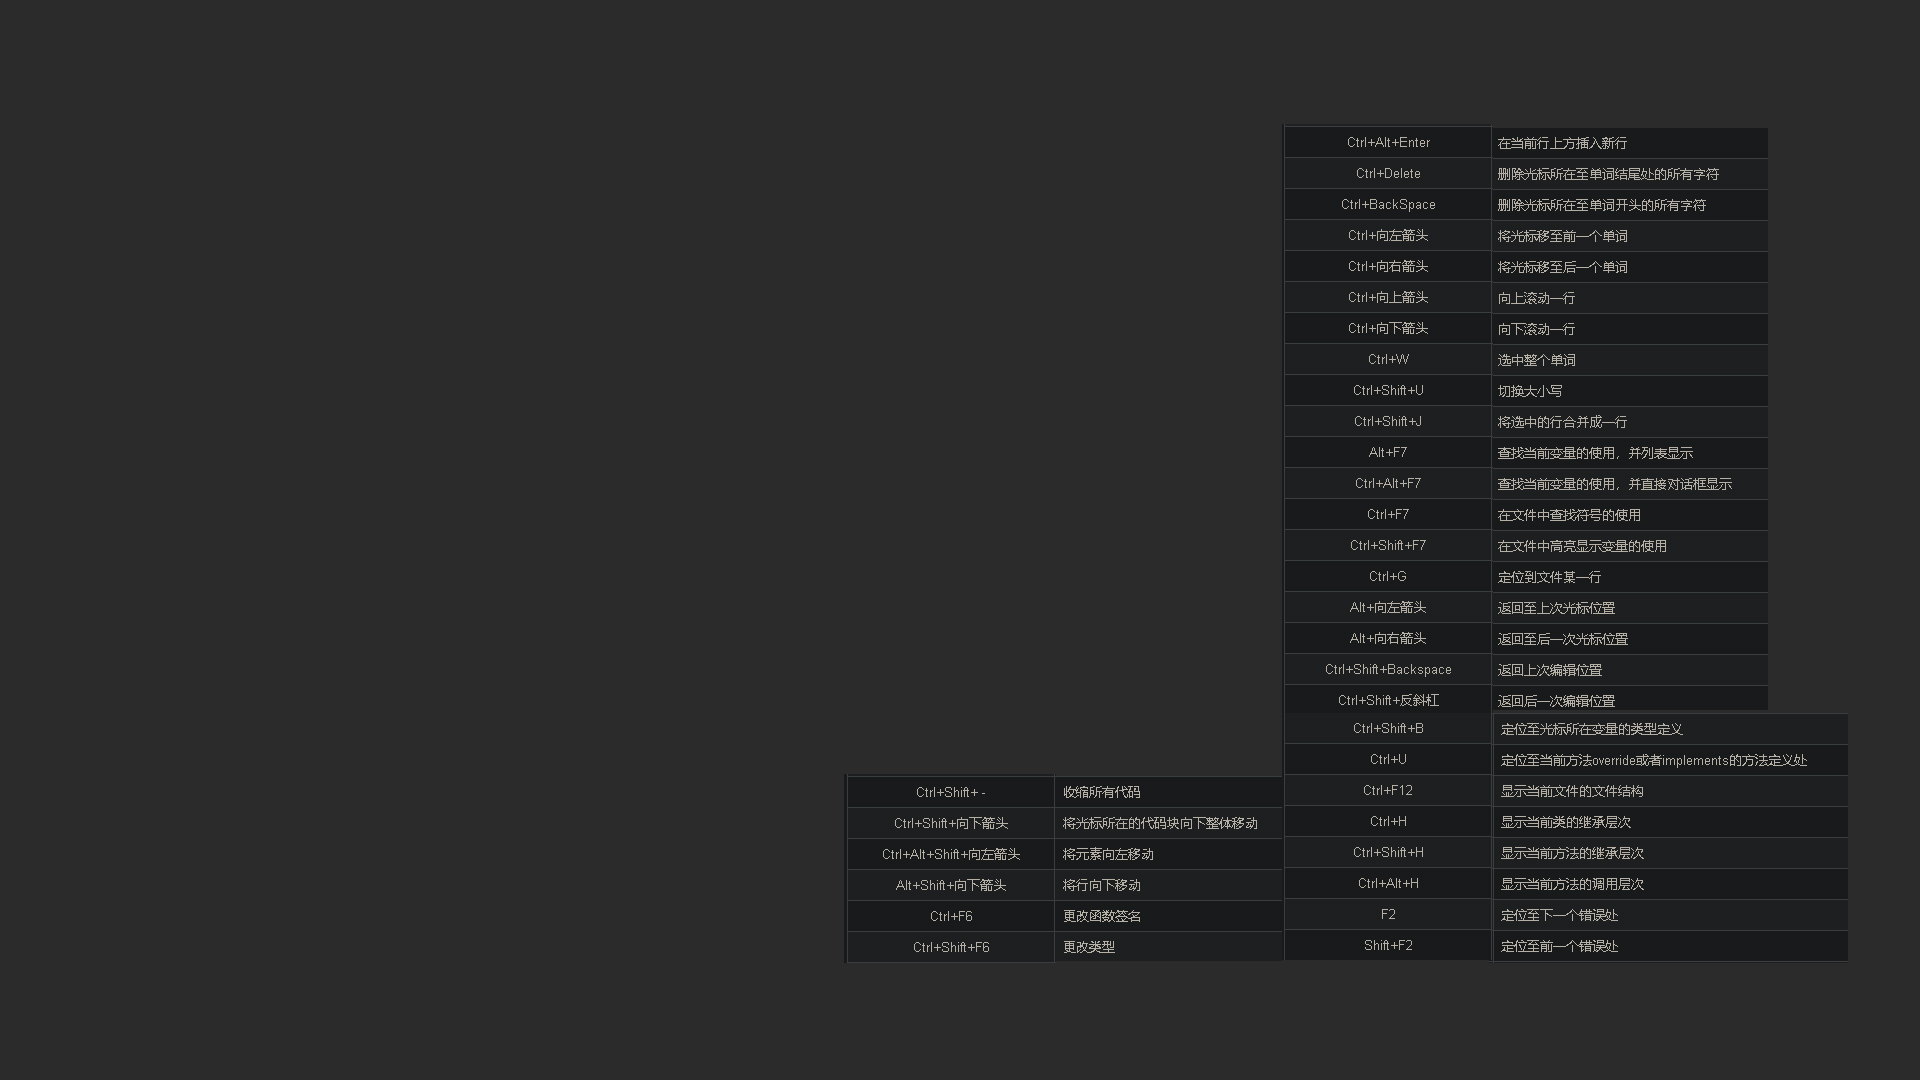 Ctrl+Alt+Enter 在当前行上方插入新行
Ctrl+Delete 删除光标所在至单词结尾处的所有字符
Ctrl+BackSpace 删除光标所在至单词开头的所有字符
Ctrl+向左箭头 将光标移至前一个单词
Ctrl+向右箭头 将光标移至后一个单词
Ctrl+向上箭头 向上滚动一行
Ctrl+向下箭头 向下滚动一行
Ctrl+W 选中整个单词
Ctrl+Shift+U 切换大小写
Ctrl+Shift+J 将选中的行合并成一行
Alt+F7 查找当前变量的使用，并列表显示
Ctrl+Alt+F7 查找当前变量的使用，并直接对话框显示
Ctrl+F7 在文件中查找符号的使用
Ctrl+Shift+F7 在文件中高亮显示变量的使用
Ctrl+G 定位到文件某一行
Alt+向左箭头 返回至上次光标位置
Alt+向右箭头 返回至后一次光标位置
Ctrl+Shift+Backspace 返回上次编辑位置
Ctrl+Shift+反斜杠 返回后一次编辑位置
Ctrl+Shift+B 定位至光标所在变量的类型定义
Ctrl+U 定位至当前方法override或者implements的方法定义处
Ctrl+F12 显示当前文件的文件结构
Ctrl+H 显示当前类的继承层次
Ctrl+Shift+H 显示当前方法的继承层次
Ctrl+Alt+H 显示当前方法的调用层次
F2 定位至下一个错误处
Shift+F2 定位至前一个错误处
Ctrl+Shift+ - 收缩所有代码
Ctrl+Shift+向下箭头 将光标所在的代码块向下整体移动
Ctrl+Alt+Shift+向左箭头 将元素向左移动
Alt+Shift+向下箭头 将行向下移动
Ctrl+F6 更改函数签名
Ctrl+Shift+F6 更改类型